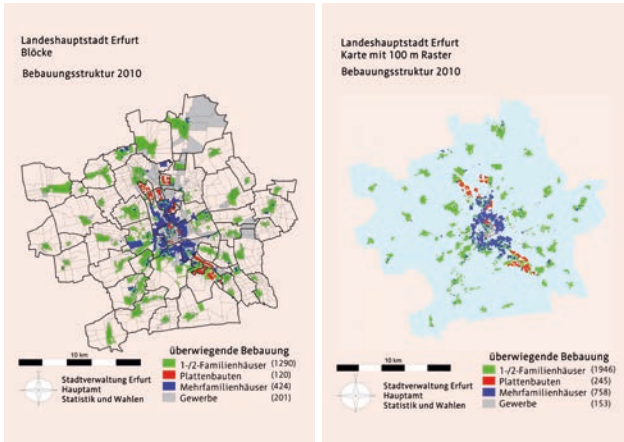 Landeshauptstadt Erfurt
Blöcke
Bebauungsstruktur 2010
10 km
überwiegende Bebauung
1-/2-Familienhäuser (1290)
Plattenbauten (120)
Mehrfamilienhäuser (424)
Gewerbe (201)
Stadtverwaltung Erfurt
Hauptamt
Statistik und Wahlen
Landeshauptstadt Erfurt
Karte mit 100 m Raster
Bebauungsstruktur 2010
10 km
überwiegende Bebauung
1-/2-Familienhäuser (1946)
Plattenbauten (245)
Mehrfamilienhäuser (758)
Gewerbe (153)
Stadtverwaltung Erfurt
Hauptamt
Statistik und Wahlen